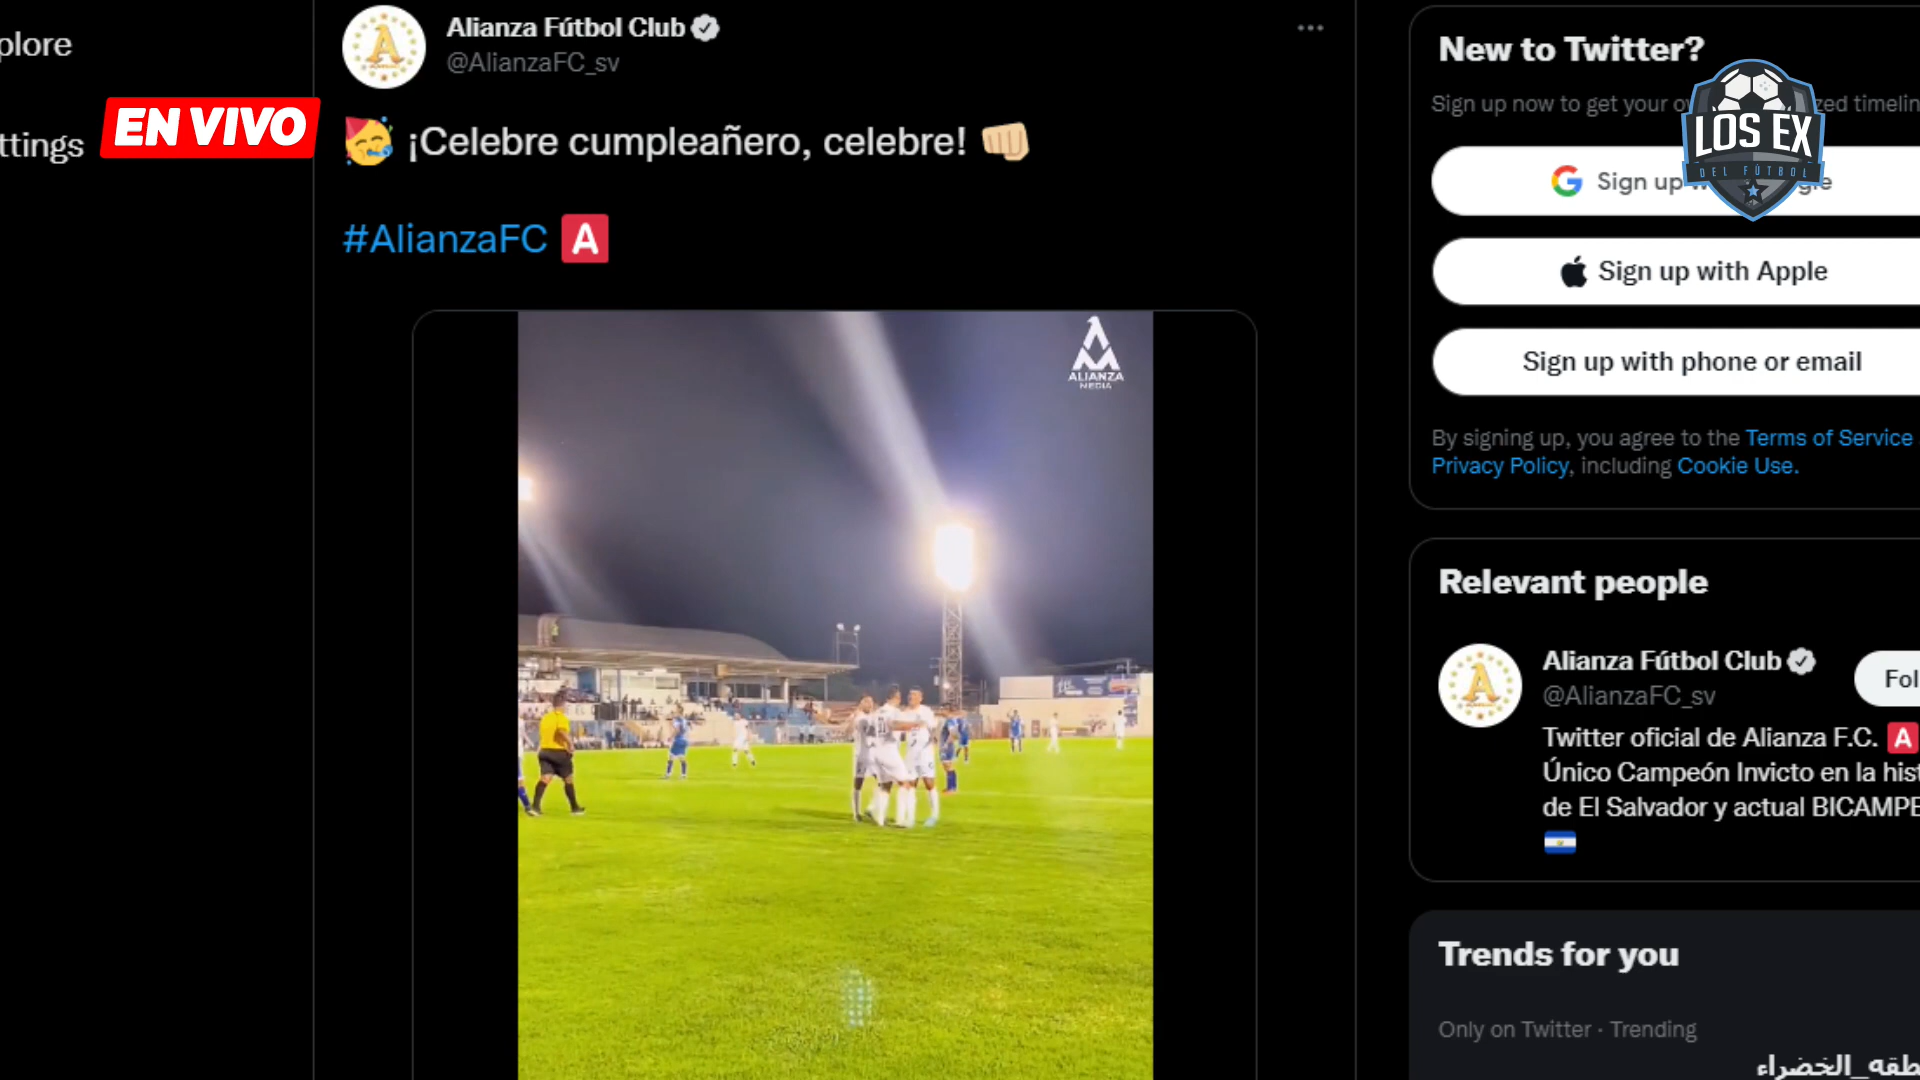 plore
ttings
EN VIVO
Alianza Fútbol Club
@AlianzaFC_sv
¡Celebre cumpleañero, celebre!
#AlianzaFC A
ALIANZA
MEDIA
New to Twitter?
Sign up now to get your o
zed timelin
LOS EX
DEL FÚTBOL
Sign up
gle
Sign up with Apple
Sign up with phone or email
By signing up, you agree to the Terms of Service
Privacy Policy, including Cookie Use.
Relevant people
Alianza Fútbol Club
@AlianzaFC_sv
Fol
Twitter oficial de Alianza F.C. A
Único Campeón Invicto en la hist
de El Salvador y actual BICAMPE
Trends for you
Only on Twitter · Trending
طقه_الخضراء